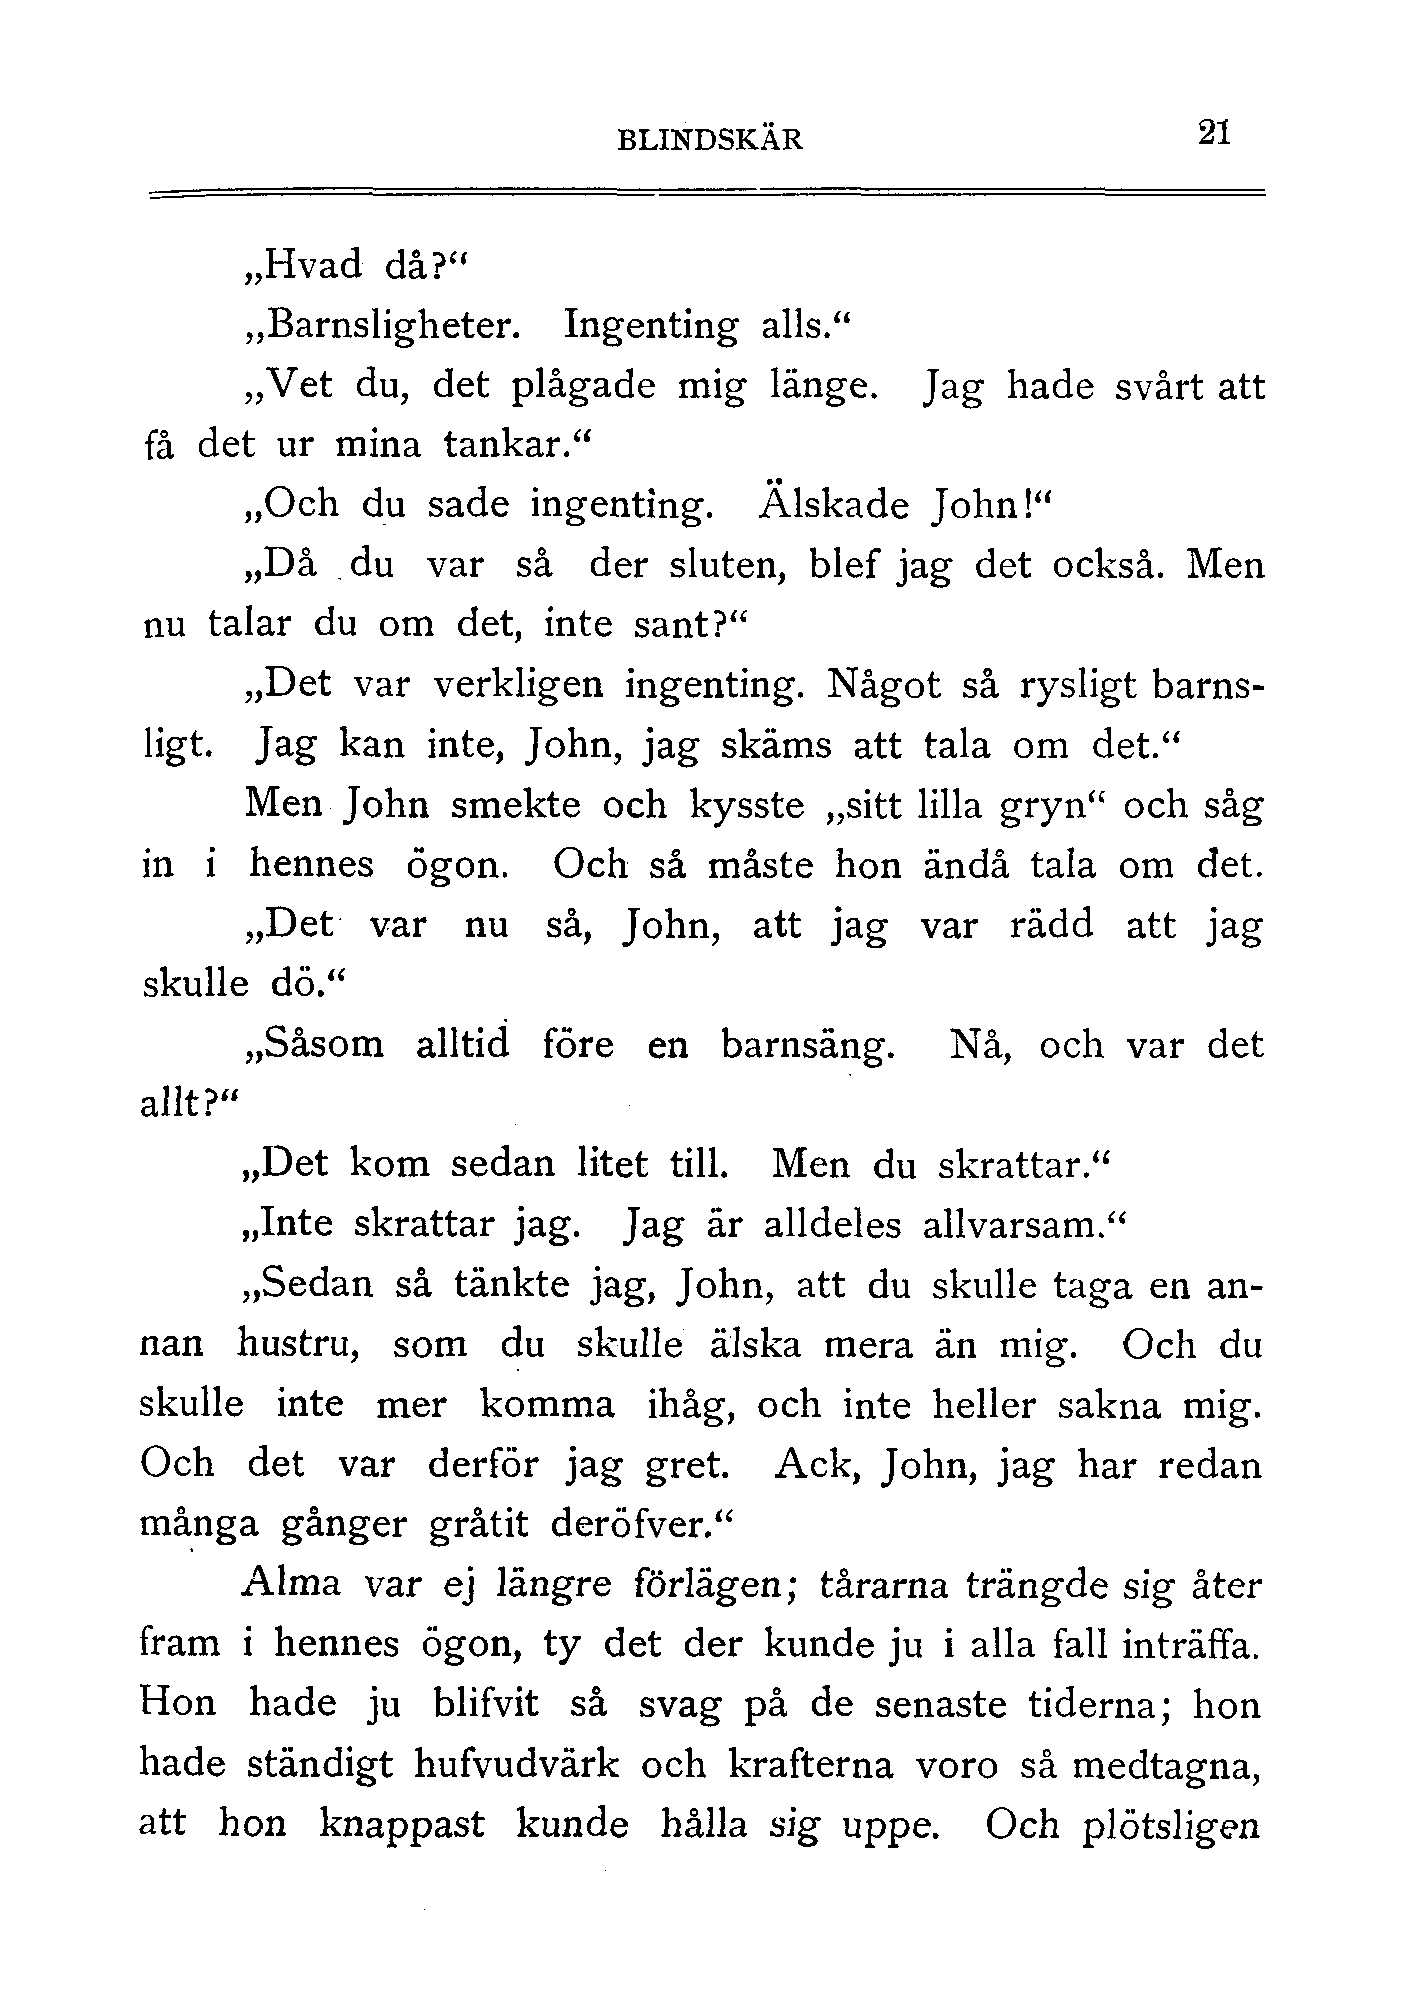 BLINDSKÄR 21
„Hvad då?“
„Barnsligheter. Ingenting alls.“
„Vet du, det plågade mig länge. Jag hade svårt att
få det ur mina tankar.“
„Och du sade ingenting. Älskade John!“
„Då du var så der sluten, blef jag det också. Men
nu talar du om det, inte sant?“
„Det var verkligen ingenting. Något så rysligt barns-
ligt. Jag kan inte, John, jag skäms att tala om det.“
Men John smekte och kysste „sitt lilla gryn“ och såg
in i hennes ögon. Och så måste hon ändå tala om det.
„Det var nu så, John, att jag var rädd att jag
skulle dö.“
„Såsom alltid före en barnsäng. Nå, och var det
allt?“
„Det kom sedan litet till. Men du skrattar.“
„Inte skrattar jag. Jag är alldeles allvarsam.“
„Sedan så tänkte jag, John, att du skulle taga en an-
nan hustru, som du skulle älska mera än mig. Och du
skulle inte mer komma ihåg, och inte heller sakna mig.
Och det var derför jag gret. Ack, John, jag har redan
många gånger gråtit deröfver.“
Alma var ej längre förlägen; tårarna trängde sig åter
fram i hennes ögon, ty det der kunde ju i alla fall inträffa.
Hon hade ju blifvit så svag på de senaste tiderna; hon
hade ständigt hufvudvärk och krafterna voro så medtagna,
att hon knappast kunde hålla sig uppe. Och plötsligen